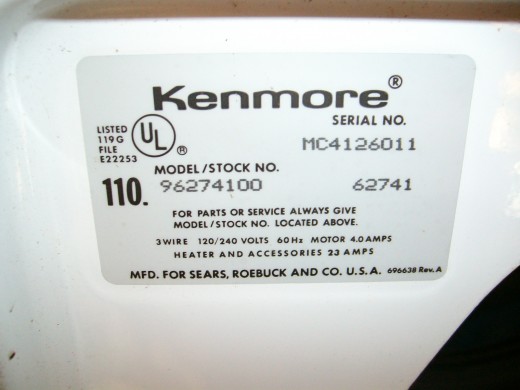 Kenmore®
SERIAL NO.
LISTED
119G
FILE
E22253
UL®
MC4126011
MODEL/STOCK NO.
110. 96274100 62741
FOR PARTS OR SERVICE ALWAYS GIVE
MODEL/STOCK NO. LOCATED ABOVE.
3 WIRE 120/240 VOLTS 60Hz MOTOR 4.0 AMPS
HEATER AND ACCESSORIES 23 AMPS
MFD. FOR SEARS, ROEBUCK AND CO. U.S.A. 696638 Rev. A